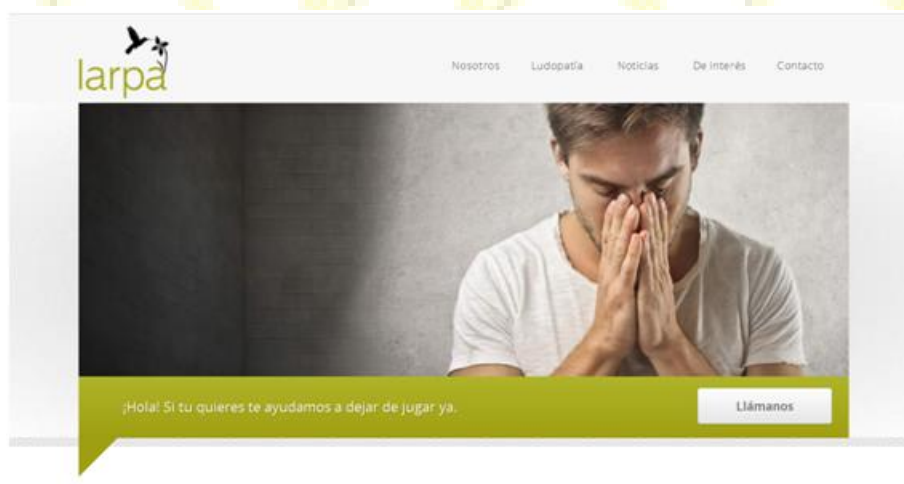 larpa
Nosotros Ludopatía Noticias De interés Contacto
¡Hola! Si tu quieres te ayudamos a dejar de jugar ya.
Llámanos